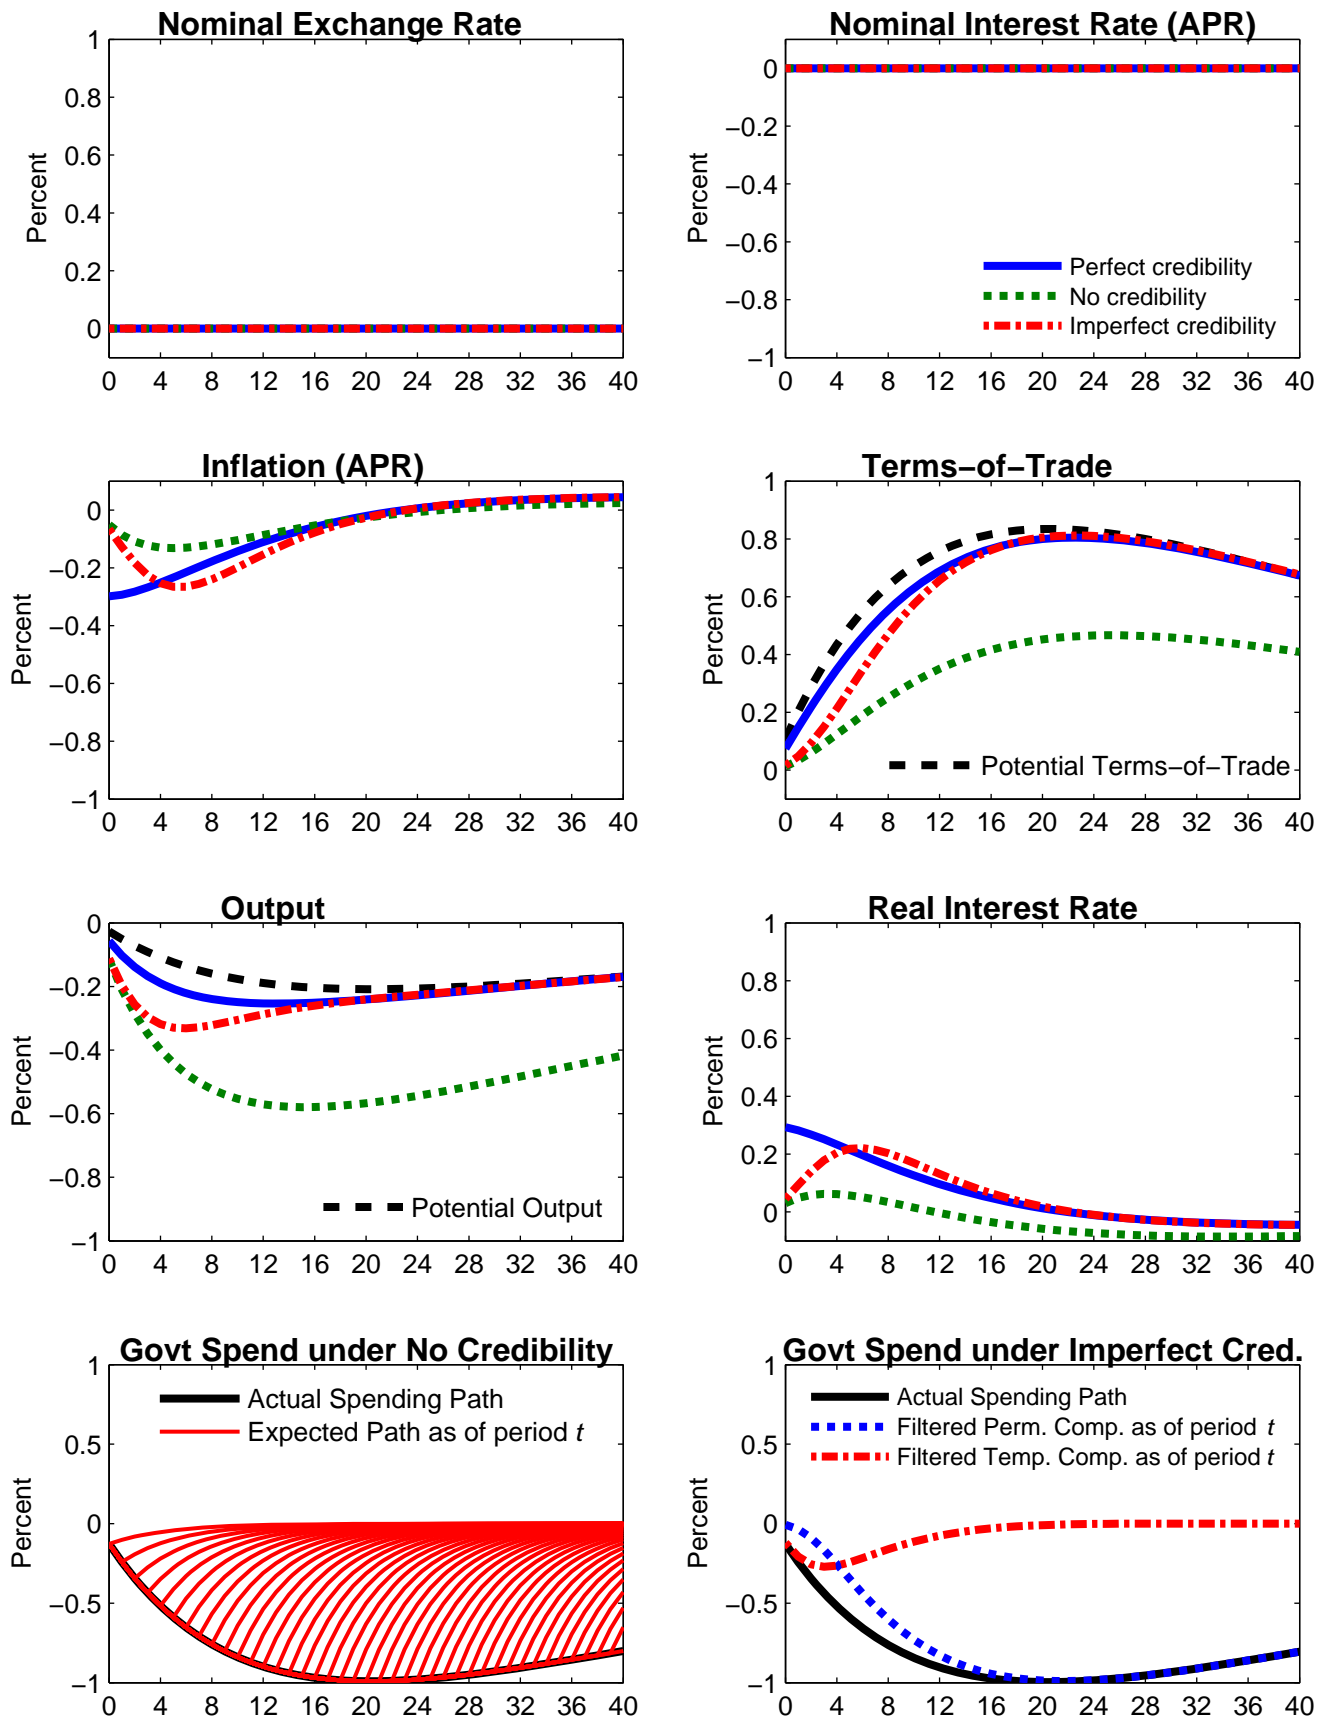 Nominal Exchange Rate
1
0.8
0.6
0.4
0.2
0
Percent
0 4 8 12 16 20 24 28 32 36 40
Nominal Interest Rate (APR)
0
−0.2
−0.4
−0.6
−0.8
−1
Percent
Perfect credibility
No credibility
Imperfect credibility
0 4 8 12 16 20 24 28 32 36 40
Inflation (APR)
0
−0.2
−0.4
−0.6
−0.8
−1
Percent
0 4 8 12 16 20 24 28 32 36 40
Terms−of−Trade
1
0.8
0.6
0.4
0.2
0
Percent
Potential Terms−of−Trade
0 4 8 12 16 20 24 28 32 36 40
Output
0
−0.2
−0.4
−0.6
−0.8
−1
Percent
Potential Output
0 4 8 12 16 20 24 28 32 36 40
Real Interest Rate
1
0.8
0.6
0.4
0.2
0
Percent
0 4 8 12 16 20 24 28 32 36 40
Govt Spend under No Credibility
1
0.5
0
−0.5
−1
Percent
Actual Spending Path
Expected Path as of period t
0 4 8 12 16 20 24 28 32 36 40
Govt Spend under Imperfect Cred.
1
0.5
0
−0.5
−1
Percent
Actual Spending Path
Filtered Perm. Comp. as of period t
Filtered Temp. Comp. as of period t
0 4 8 12 16 20 24 28 32 36 40